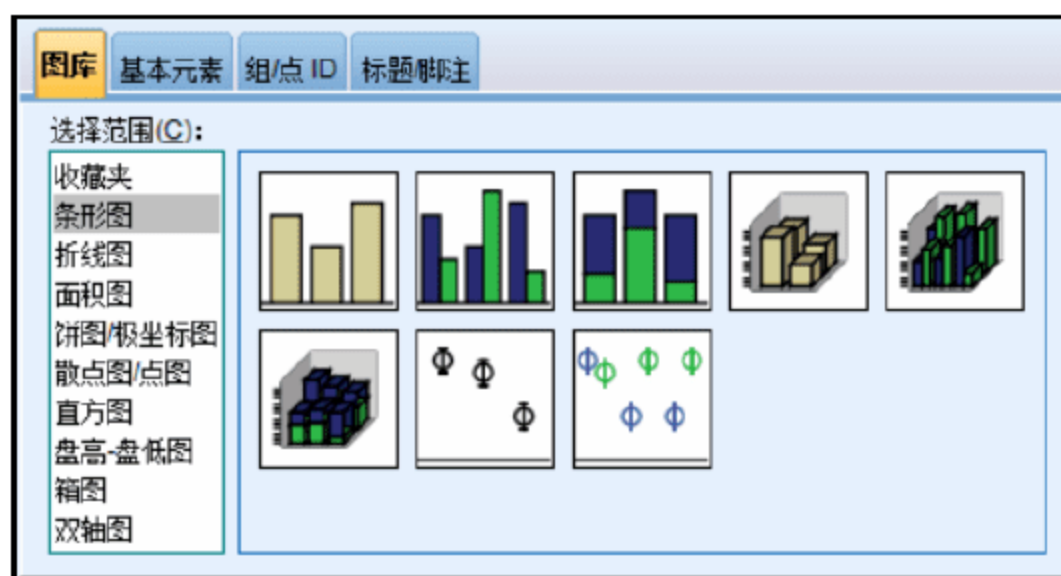 图库 基本元素 组/点 ID 标题/脚注
选择范围(C):
收藏夹
条形图
折线图
面积图
饼图/极坐标图
散点图/点图
直方图
盘高-盘低图
箱图
双轴图